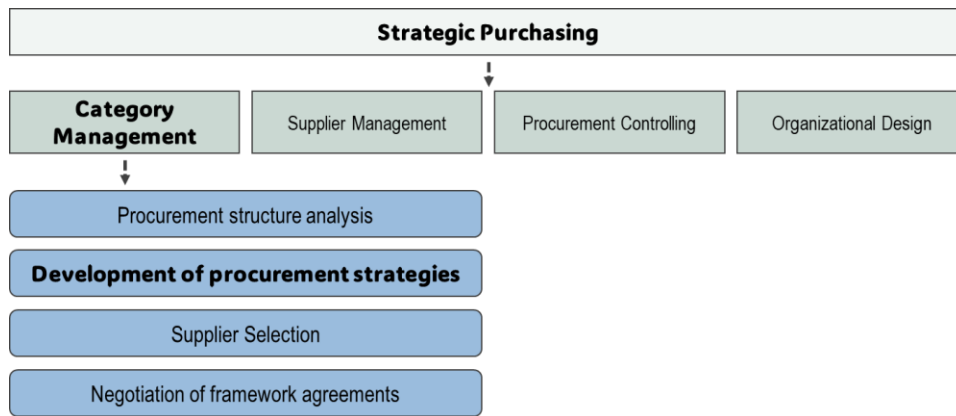 Strategic Purchasing
Category
Management
Supplier Management
Procurement Controlling
Organizational Design
Procurement structure analysis
Development of procurement strategies
Supplier Selection
Negotiation of framework agreements